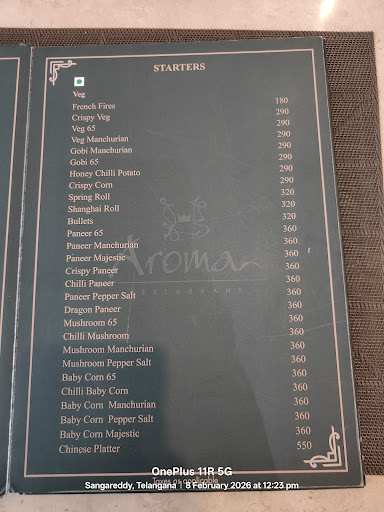 STARTERS
Veg
French Fires 180
Crispy Veg 290
Veg 65 290
Veg Manchurian 290
Gobi Manchurian 290
Gobi 65 290
Honey Chilli Potato 290
Crispy Corn 290
Spring Roll 320
Shanghai Roll 320
Bullets 320
Paneer 65 360
Paneer Manchurian 360
Paneer Majestic 360
Crispy Paneer 360
Chilli Paneer 360
Paneer Pepper Salt 360
Dragon Paneer 360
Mushroom 65 360
Chilli Mushroom 360
Mushroom Manchurian 360
Mushroom Pepper Salt 360
Baby Corn 65 360
Chilli Baby Corn 360
Baby Corn Manchurian 360
Baby Corn Pepper Salt 360
Baby Corn Majestic 360
Chinese Platter 550
Aroma
RESTAURANT
Taxes as applicable
OnePlus 11R 5G
Sangareddy, Telangana | 8 February 2026 at 12:23 pm